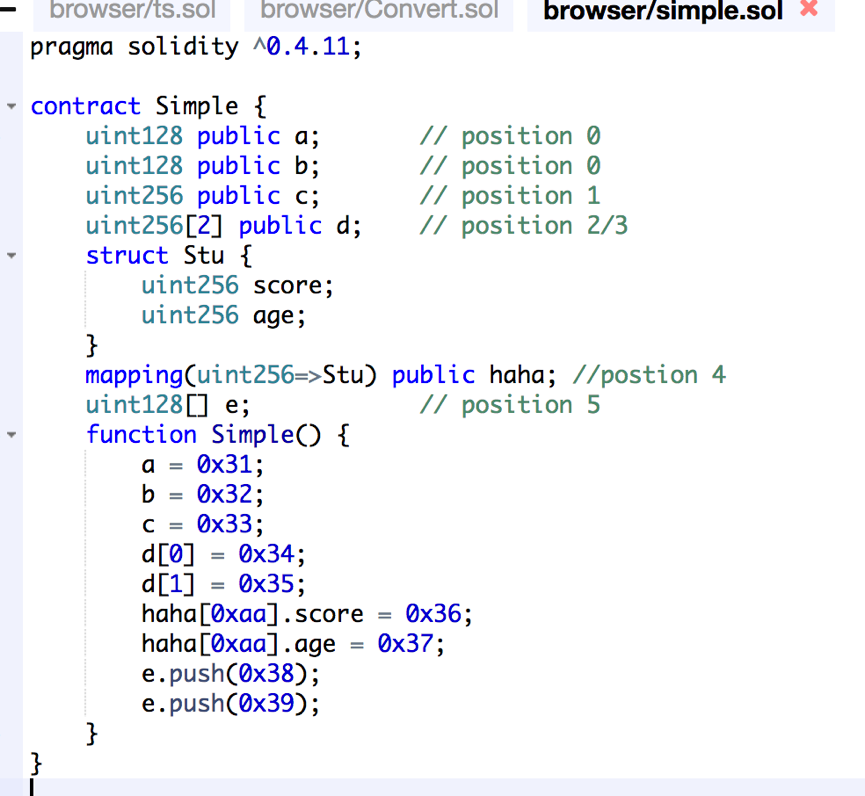 browser/ts.sol browser/Convert.sol browser/simple.sol
pragma solidity ^0.4.11;
contract Simple {
uint128 public a; // position 0
uint128 public b; // position 0
uint256 public c; // position 1
uint256[2] public d; // position 2/3
struct Stu {
uint256 score;
uint256 age;
}
mapping(uint256=>Stu) public haha; //postion 4
uint128[] e; // position 5
function Simple() {
a = 0x31;
b = 0x32;
c = 0x33;
d[0] = 0x34;
d[1] = 0x35;
haha[0xaa].score = 0x36;
haha[0xaa].age = 0x37;
e.push(0x38);
e.push(0x39);
}
}